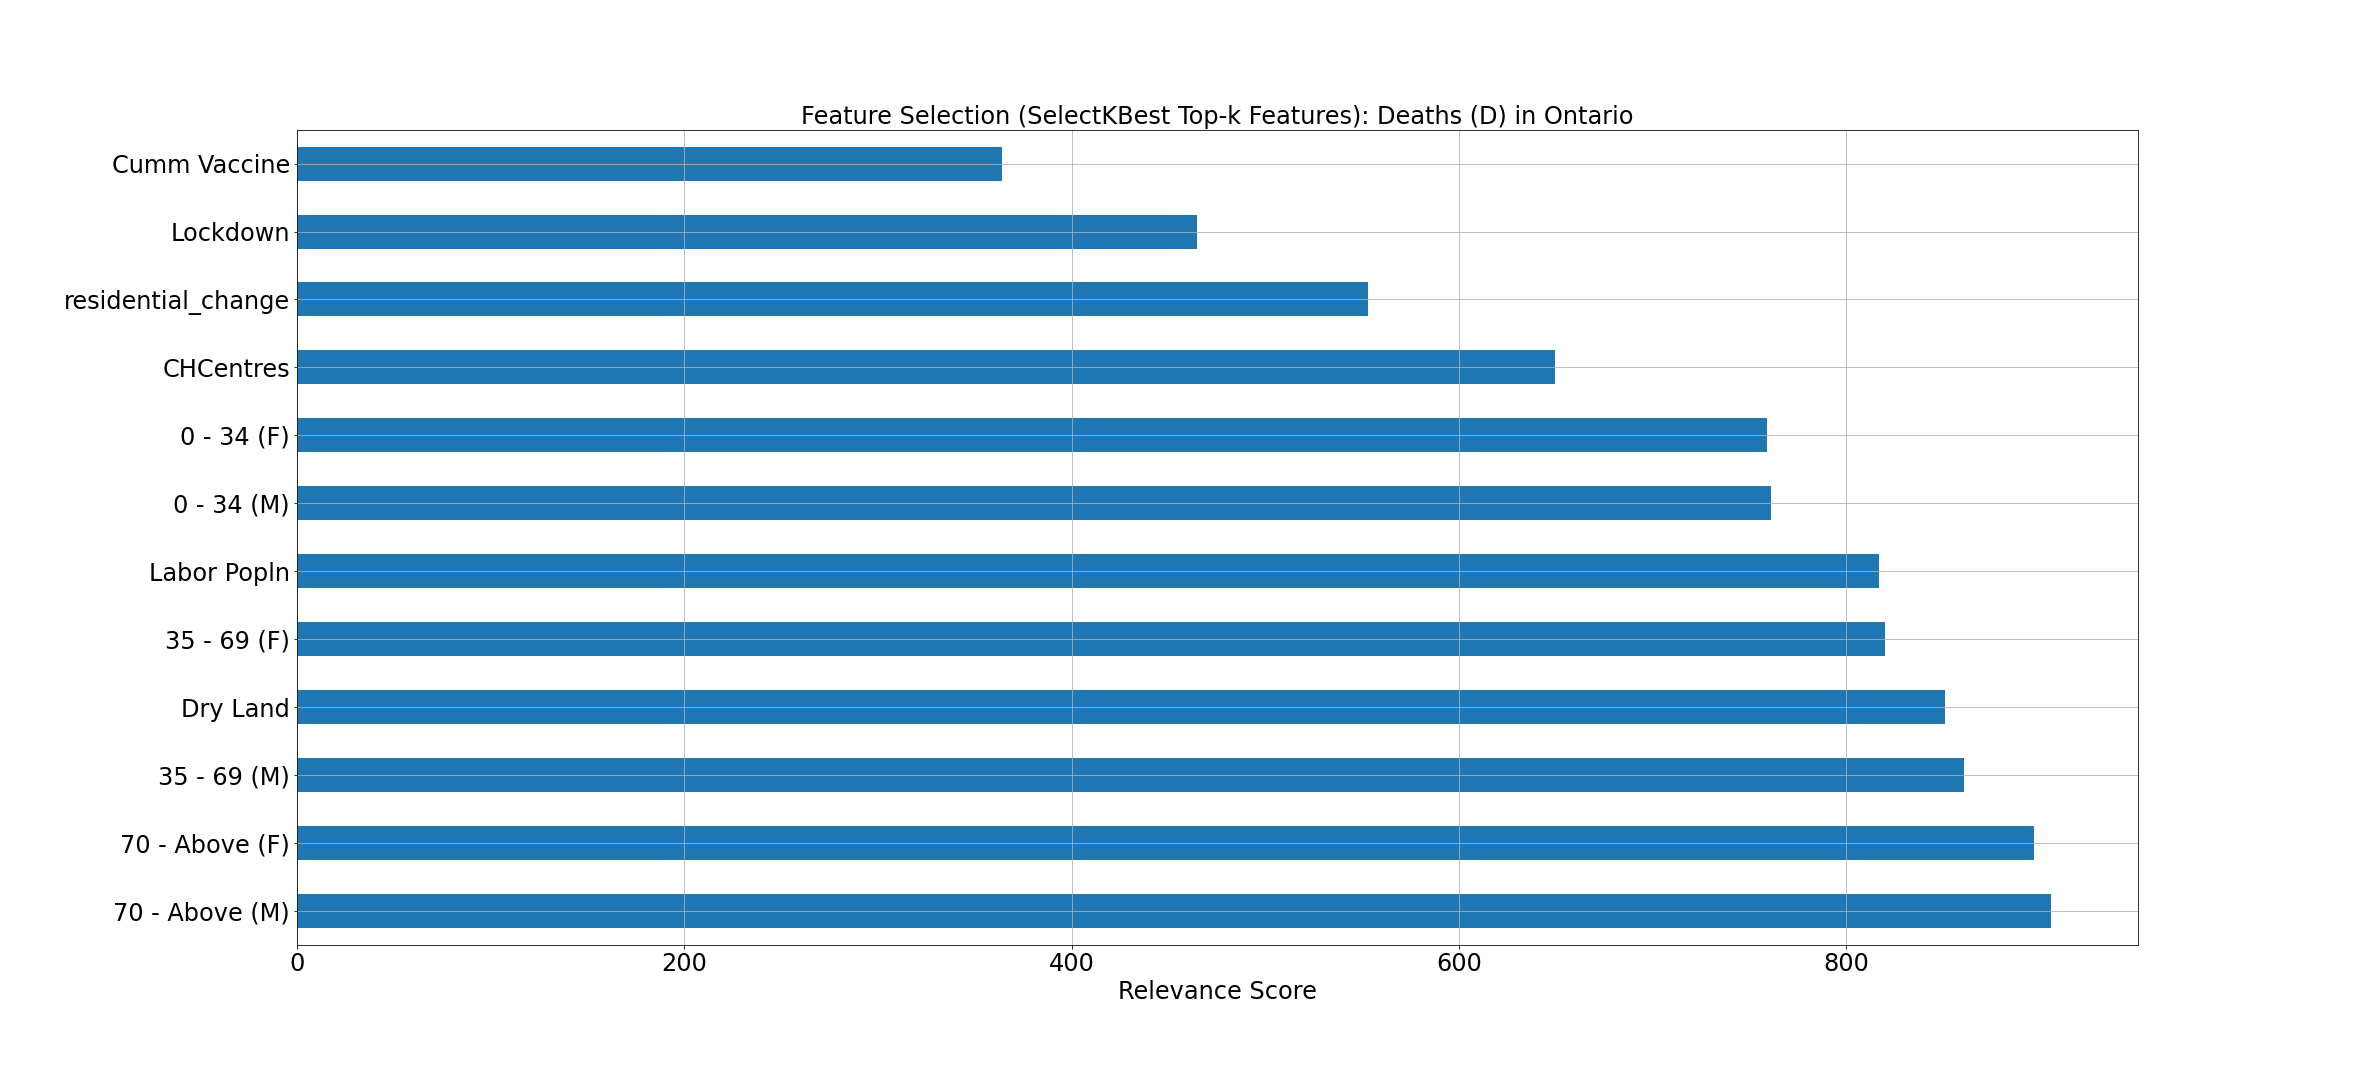 Feature Selection (SelectKBest Top-k Features): Deaths (D) in Ontario
Cumm Vaccine
Lockdown
residential_change
CHCentres
0 - 34 (F)
0 - 34 (M)
Labor Popln
35 - 69 (F)
Dry Land
35 - 69 (M)
70 - Above (F)
70 - Above (M)
0 200 400 600 800
Relevance Score